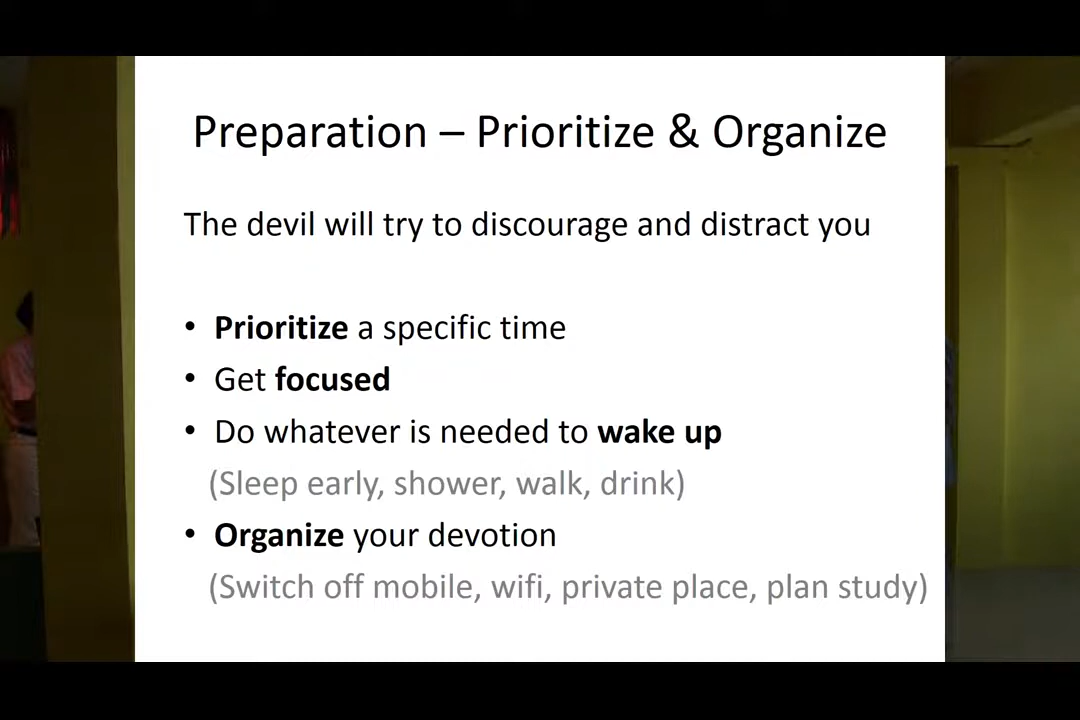 Preparation – Prioritize & Organize
The devil will try to discourage and distract you
• Prioritize a specific time
• Get focused
• Do whatever is needed to wake up
(Sleep early, shower, walk, drink)
• Organize your devotion
(Switch off mobile, wifi, private place, plan study)